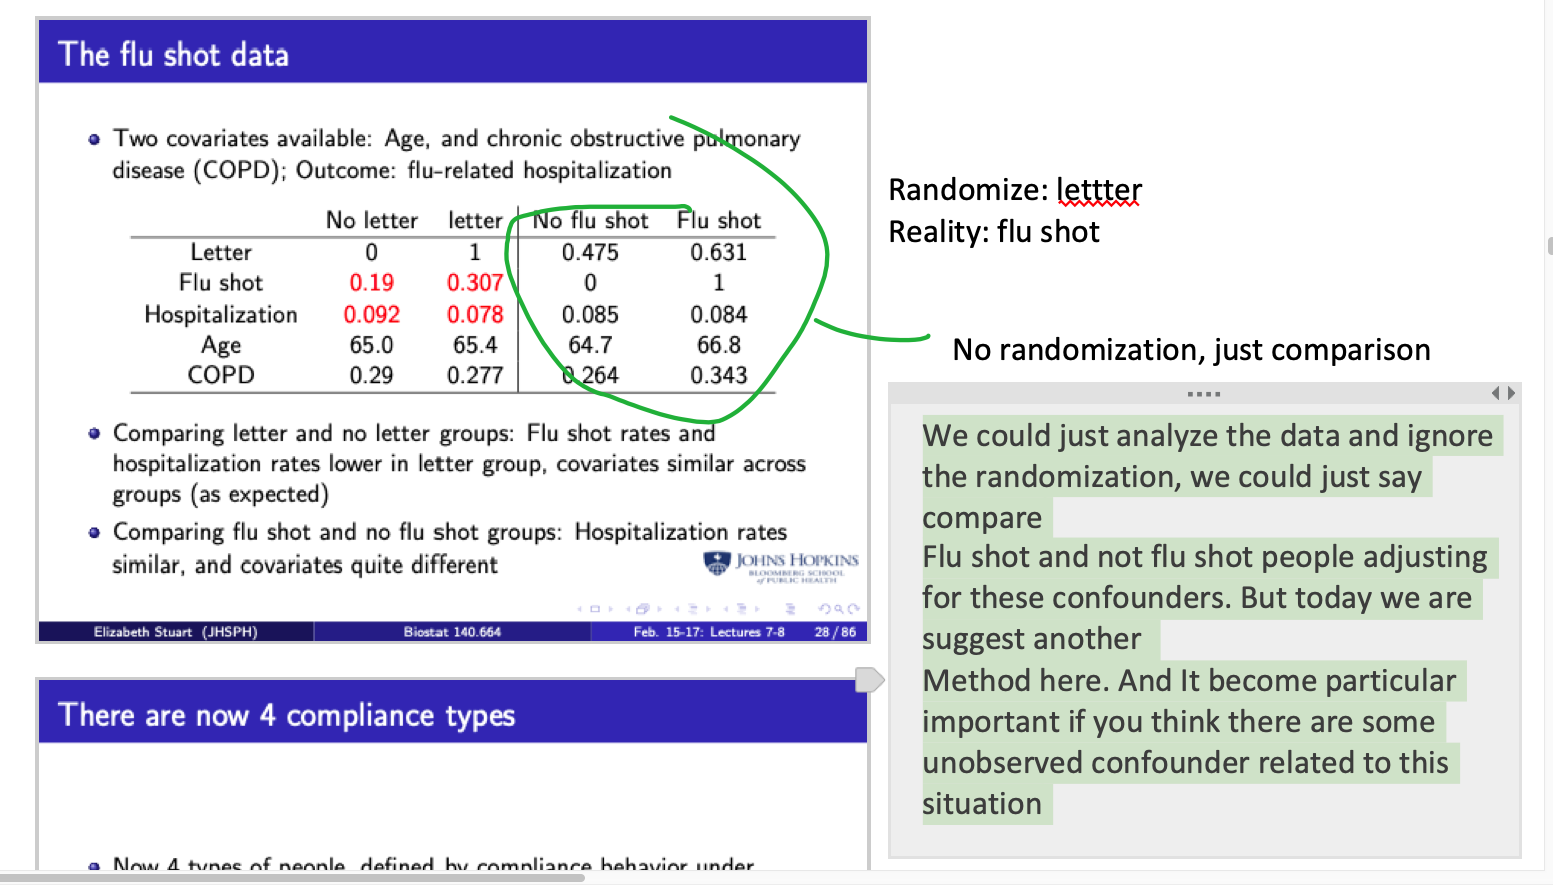 The flu shot data
Two covariates available: Age, and chronic obstructive pulmonary
disease (COPD); Outcome: flu-related hospitalization
No letter letter No flu shot Flu shot
Letter 0 1 0.475 0.631
Flu shot 0.19 0.307 0 1
Hospitalization 0.092 0.078 0.085 0.084
Age 65.0 65.4 64.7 66.8
COPD 0.29 0.277 0.264 0.343
Comparing letter and no letter groups: Flu shot rates and
hospitalization rates lower in letter group, covariates similar across
groups (as expected)
Comparing flu shot and no flu shot groups: Hospitalization rates
similar, and covariates quite different
JOHNS HOPKINS
BLOOMBERG SCHOOL
of PUBLIC HEALTH
Elizabeth Stuart (JHSPH) Biostat 140.664 Feb. 15-17: Lectures 7-8 28 / 86
There are now 4 compliance types
Now 4 types of people, defined by compliance behavior under
Randomize: lettter
Reality: flu shot
No randomization, just comparison
We could just analyze the data and ignore
the randomization, we could just say
compare
Flu shot and not flu shot people adjusting
for these confounders. But today we are
suggest another
Method here. And It become particular
important if you think there are some
unobserved confounder related to this
situation